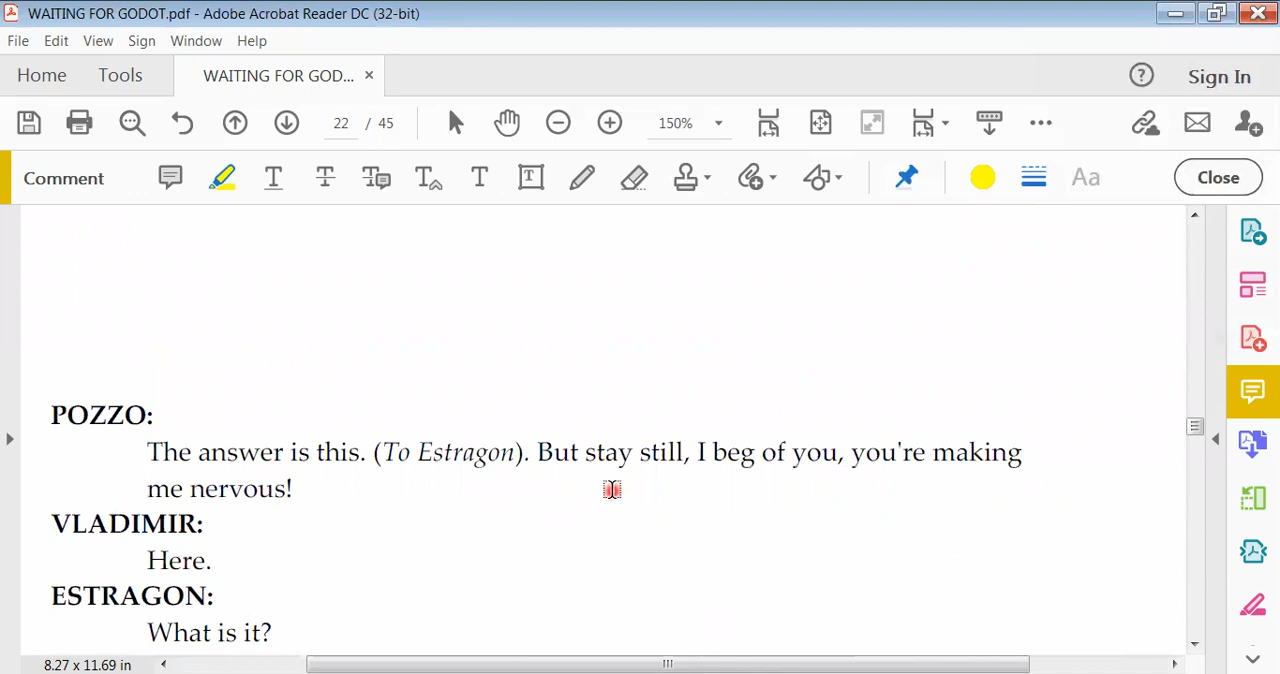 WAITING FOR GODOT.pdf - Adobe Acrobat Reader DC (32-bit)
File Edit View Sign Window Help
Home Tools WAITING FOR GOD... × ? Sign In
22 / 45 150%
Comment T T T T Aa Close
POZZO:
The answer is this. (To Estragon). But stay still, I beg of you, you're making
me nervous!
VLADIMIR:
Here.
ESTRAGON:
What is it?
8.27 x 11.69 in